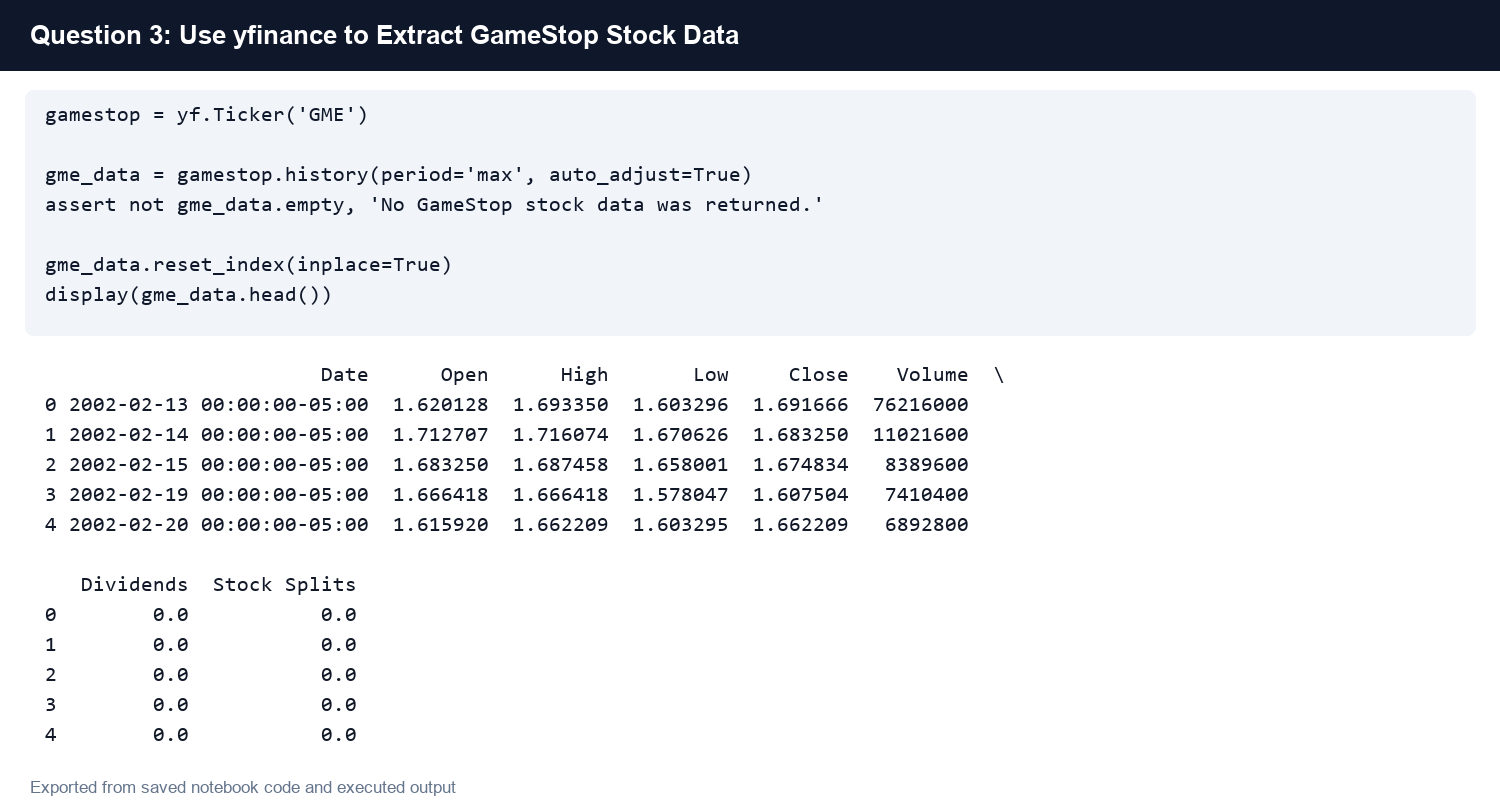 Question 3: Use yfinance to Extract GameStop Stock Data
gamestop = yf.Ticker('GME')
gme_data = gamestop.history(period='max', auto_adjust=True)
assert not gme_data.empty, 'No GameStop stock data was returned.'
gme_data.reset_index(inplace=True)
display(gme_data.head())
Date Open High Low Close Volume \
0 2002-02-13 00:00:00-05:00 1.620128 1.693350 1.603296 1.691666 76216000
1 2002-02-14 00:00:00-05:00 1.712707 1.716074 1.670626 1.683250 11021600
2 2002-02-15 00:00:00-05:00 1.683250 1.687458 1.658001 1.674834 8389600
3 2002-02-19 00:00:00-05:00 1.666418 1.666418 1.578047 1.607504 7410400
4 2002-02-20 00:00:00-05:00 1.615920 1.662209 1.603295 1.662209 6892800
Dividends Stock Splits
0 0.0 0.0
1 0.0 0.0
2 0.0 0.0
3 0.0 0.0
4 0.0 0.0
Exported from saved notebook code and executed output